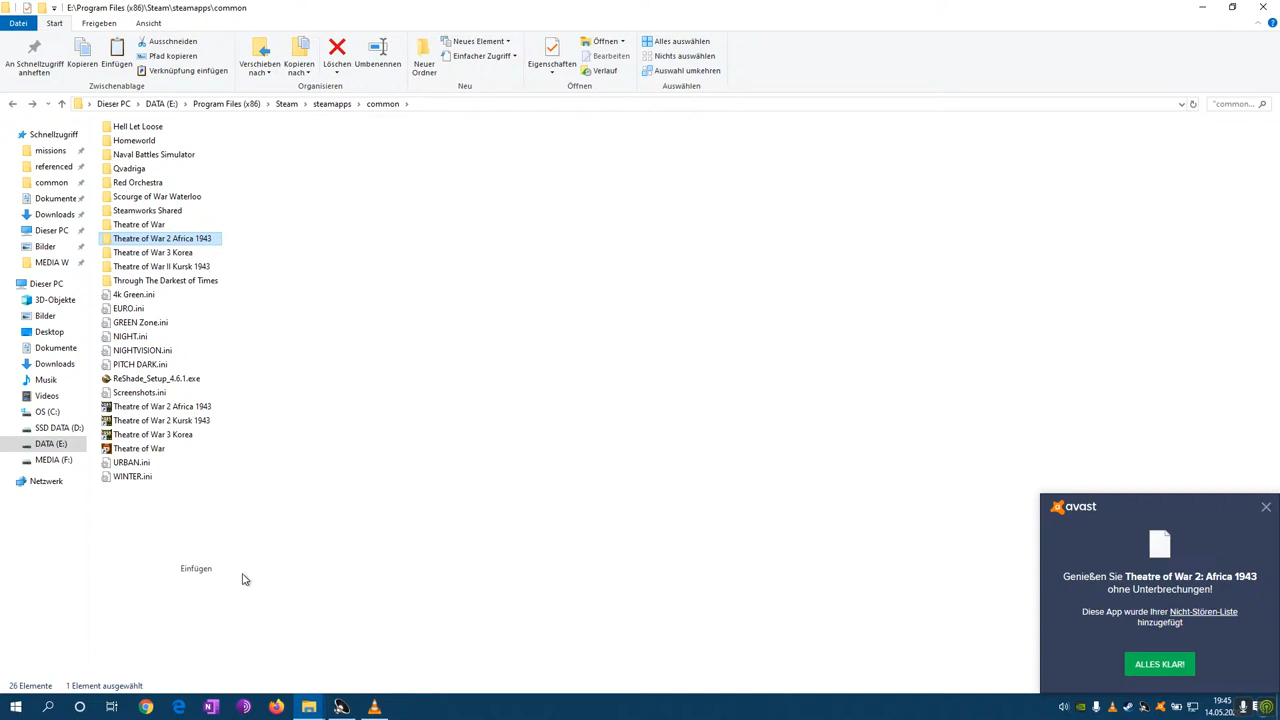 E:\Program Files (x86)\Steam\steamapps\common
Datei Start Freigeben Ansicht
An Schnellzugriff anheften
Kopieren
Einfügen
Ausschneiden
Pfad kopieren
Verknüpfung einfügen
Zwischenablage
Verschieben nach
Kopieren nach
Löschen
Umbenennen
Organisieren
Neuer Ordner
Neues Element
Einfacher Zugriff
Neu
Eigenschaften
Öffnen
Bearbeiten
Verlauf
Öffnen
Alles auswählen
Nichts auswählen
Auswahl umkehren
Auswählen
Dieser PC > DATA (E:) > Program Files (x86) > Steam > steamapps > common >
"common...
Schnellzugriff
missions
referenced
common
Dokumente
Downloads
Dieser PC
Bilder
MEDIA W
Dieser PC
3D-Objekte
Bilder
Desktop
Dokumente
Downloads
Musik
Videos
OS (C:)
SSD DATA (D:)
DATA (E:)
MEDIA (F:)
Netzwerk
Hell Let Loose
Homeworld
Naval Battles Simulator
Qvadriga
Red Orchestra
Scourge of War Waterloo
Steamworks Shared
Theatre of War
Theatre of War 2 Africa 1943
Theatre of War 3 Korea
Theatre of War II Kursk 1943
Through The Darkest of Times
4k Green.ini
EURO.ini
GREEN Zone.ini
NIGHT.ini
NIGHTVISION.ini
PITCH DARK.ini
ReShade_Setup_4.6.1.exe
Screenshots.ini
Theatre of War 2 Africa 1943
Theatre of War 2 Kursk 1943
Theatre of War 3 Korea
Theatre of War
URBAN.ini
WINTER.ini
Einfügen
avast
Genießen Sie Theatre of War 2: Africa 1943
ohne Unterbrechungen!
Diese App wurde Ihrer Nicht-Stören-Liste
hinzugefügt
ALLES KLAR!
26 Elemente 1 Element ausgewählt
19:45
14.05.20